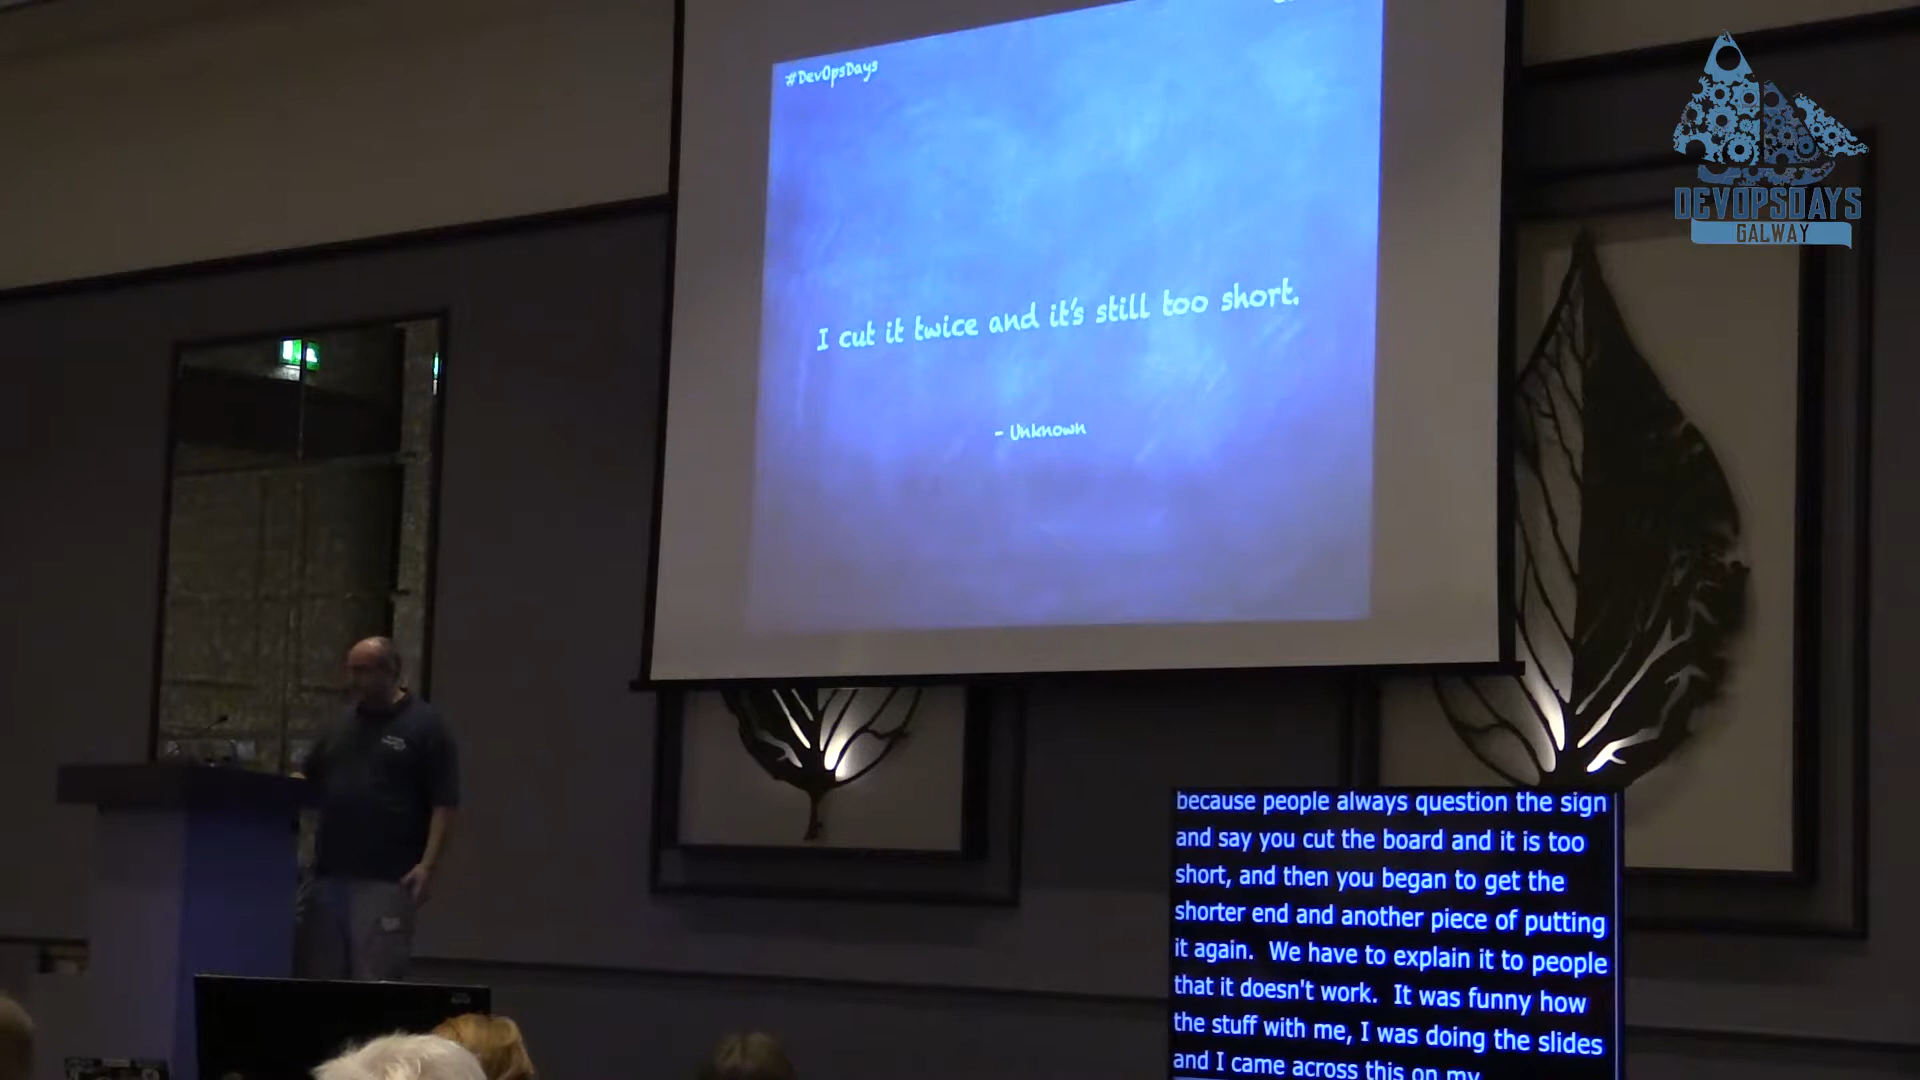 #DevOpsDays
I cut it twice and it's still too short.
- Unknown
DEVOPSDAYS
GALWAY
because people always question the sign
and say you cut the board and it is too
short, and then you began to get the
shorter end and another piece of putting
it again.  We have to explain it to people
that it doesn't work.  It was funny how
the stuff with me, I was doing the slides
and I came across this on my